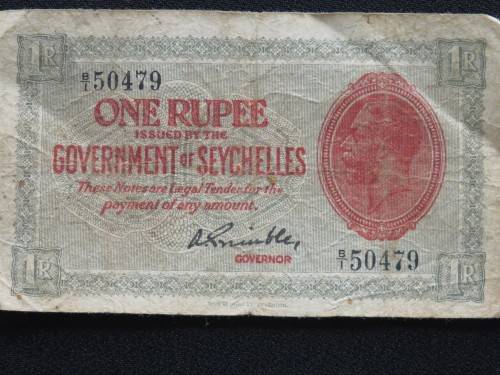 1R 1R
B/1 50479
ONE RUPEE
ISSUED BY THE
GOVERNMENT of SEYCHELLES
These Notes are Legal Tender for the
payment of any amount.
GOVERNOR
B/1 50479
1R 1R